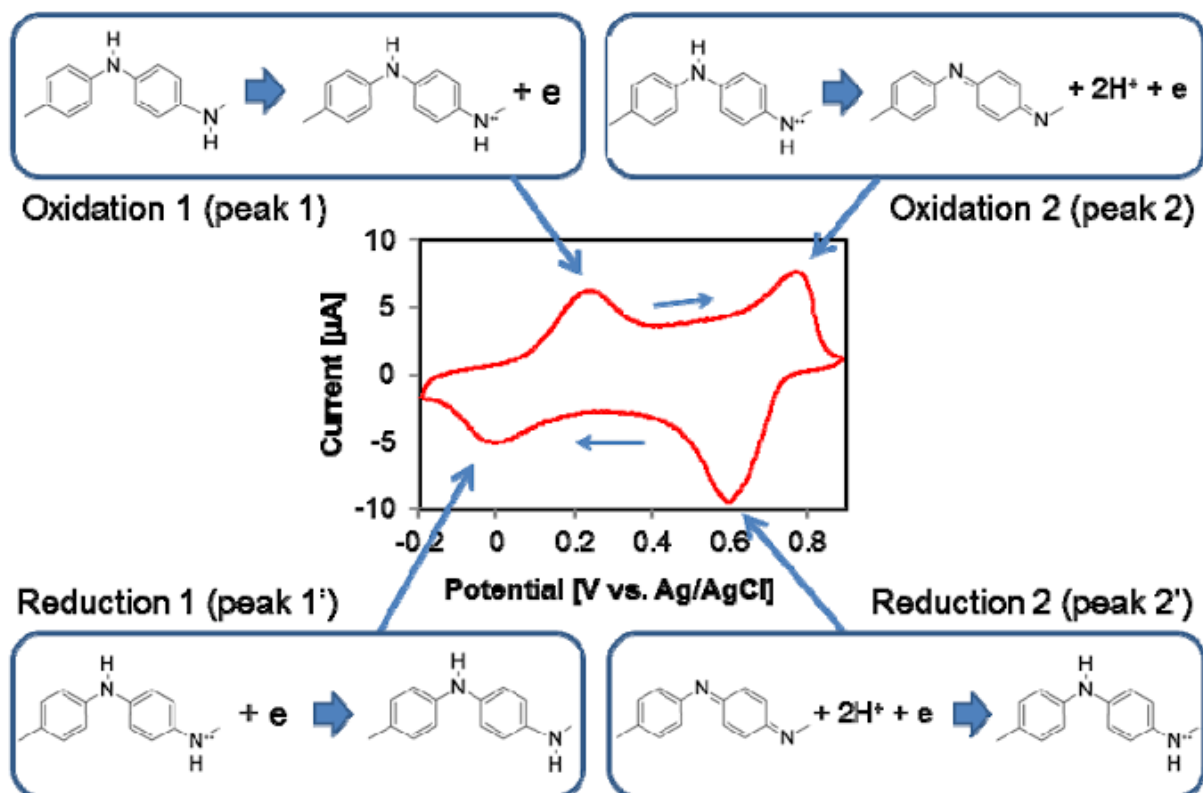 H
N
N
H
H
N
N··
H
+ e
H
N
N··
H
N
N
+ 2H⁺ + e
Oxidation 1 (peak 1)
Oxidation 2 (peak 2)
10
5
0
-5
-10
Current [µA]
-0.2
0
0.2
0.4
0.6
0.8
Potential [V vs. Ag/AgCl]
Reduction 1 (peak 1')
Reduction 2 (peak 2')
H
N
N··
H
+ e
H
N
N
H
N
N
+ 2H⁺ + e
H
N
N··
H